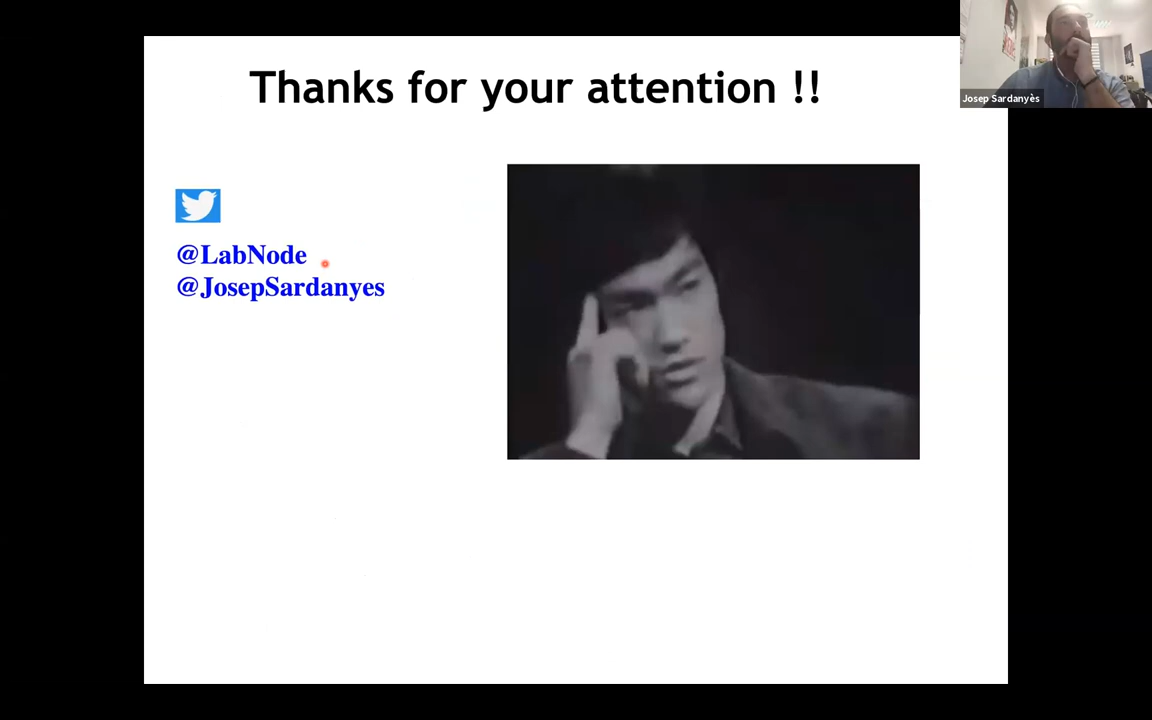 Thanks for your attention !!
Josep Sardanyès
@LabNode
@JosepSardanyes